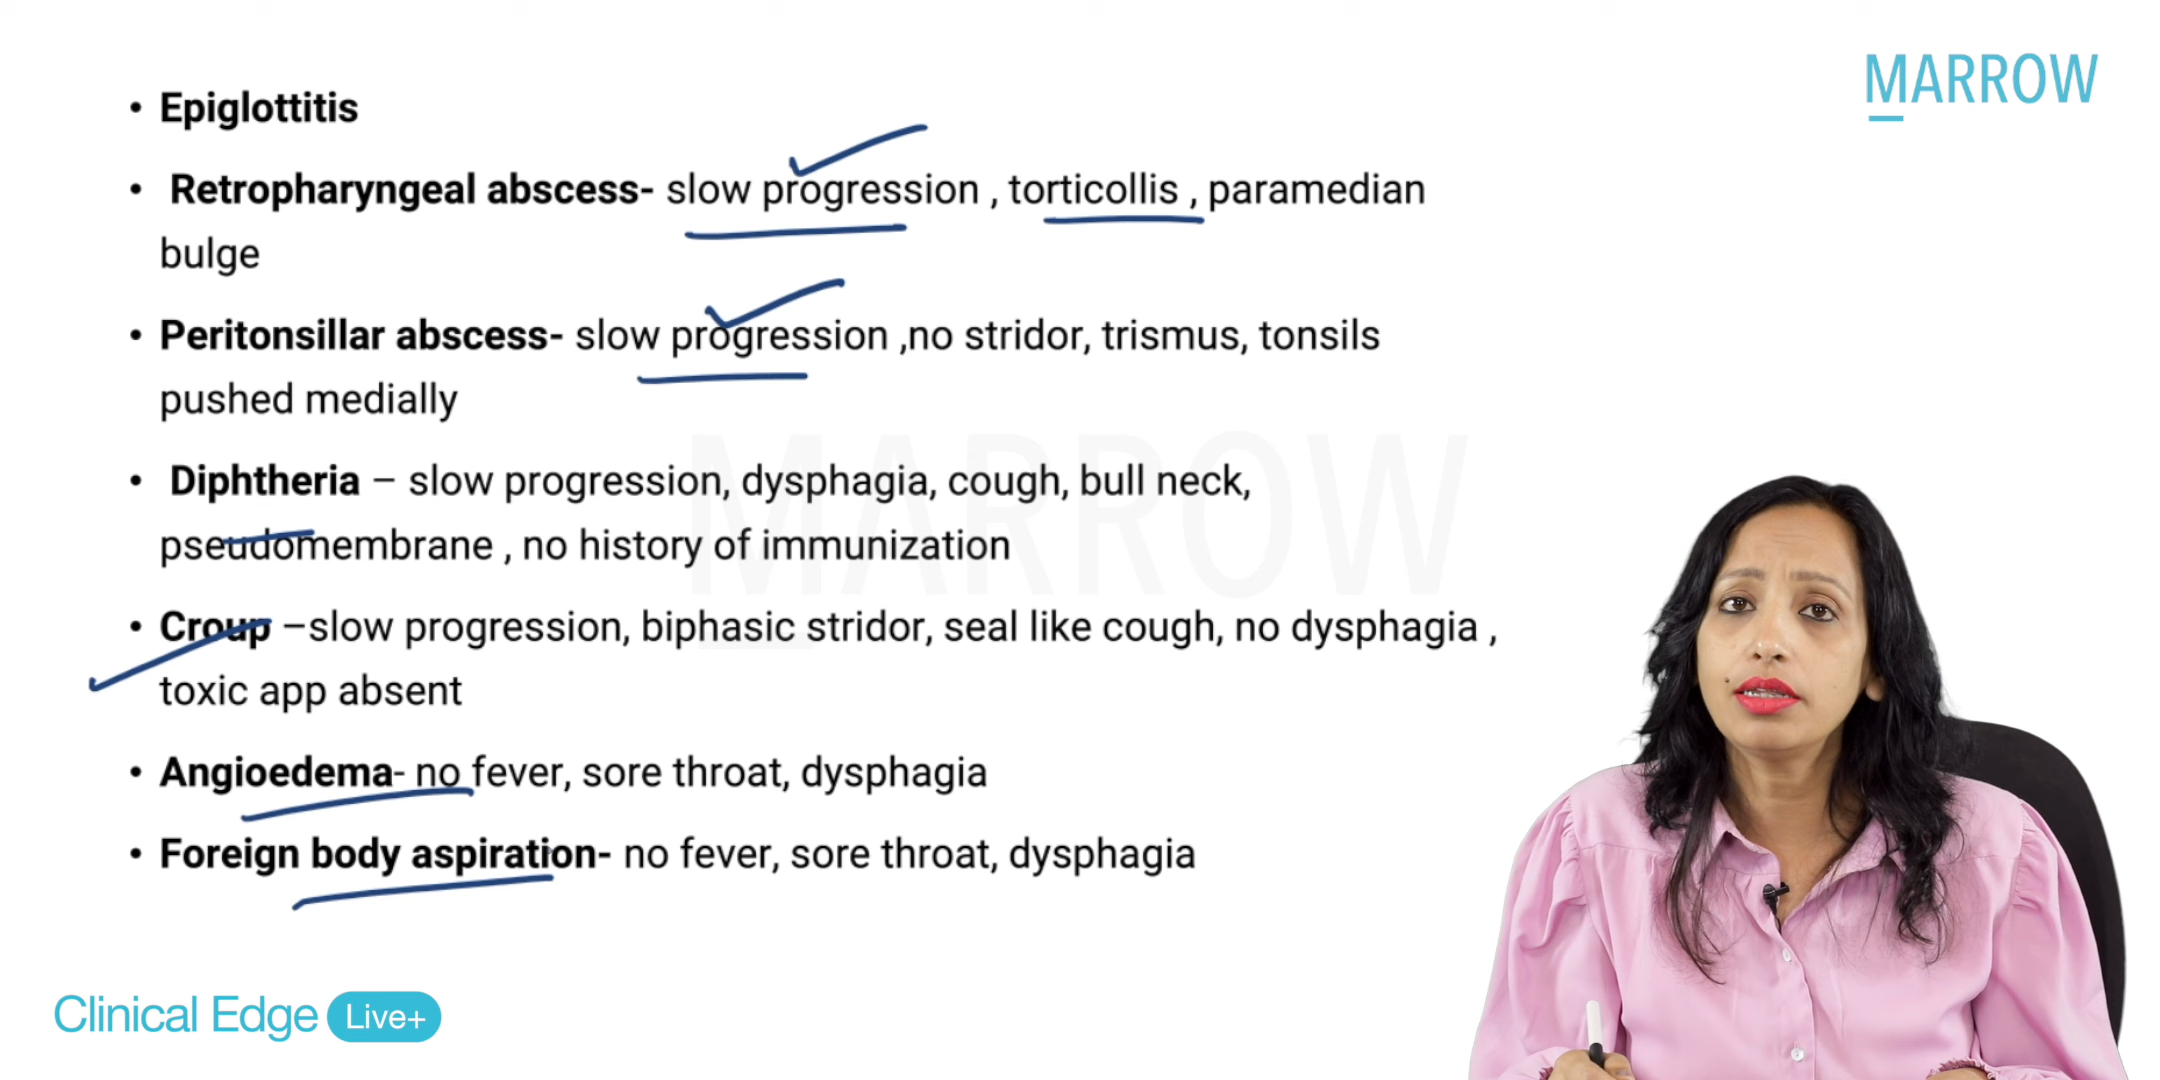 MARROW
• Epiglottitis
• Retropharyngeal abscess- slow progression , torticollis , paramedian
bulge
• Peritonsillar abscess- slow progression ,no stridor, trismus, tonsils
pushed medially
MARROW
• Diphtheria – slow progression, dysphagia, cough, bull neck,
pseudomembrane , no history of immunization
• Croup –slow progression, biphasic stridor, seal like cough, no dysphagia ,
toxic app absent
• Angioedema- no fever, sore throat, dysphagia
• Foreign body aspiration- no fever, sore throat, dysphagia
Clinical Edge Live+